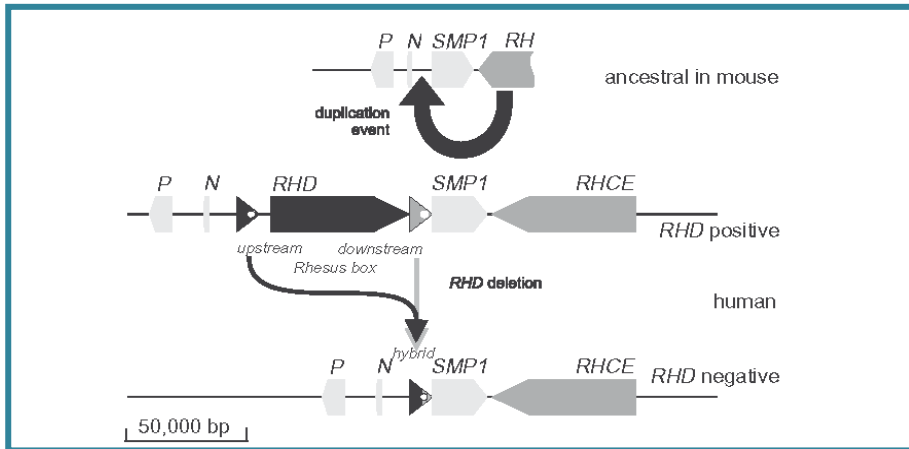 P N SMP1 RH
ancestral in mouse
duplication
event
P N RHD SMP1 RHCE
RHD positive
upstream downstream
Rhesus box
RHD deletion
human
hybrid
P N SMP1 RHCE
RHD negative
50,000 bp